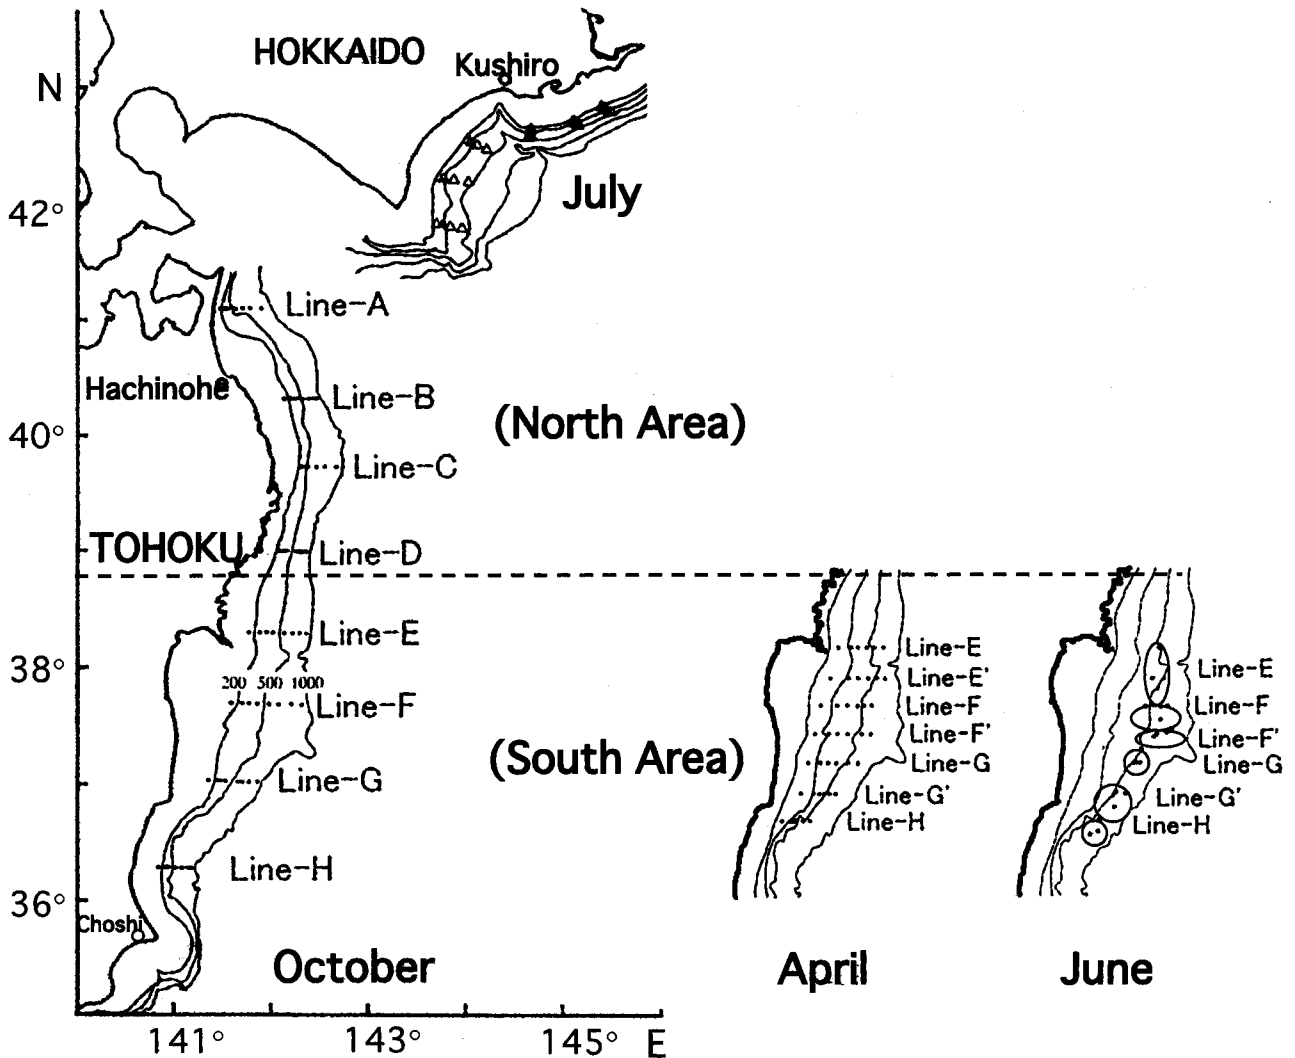 HOKKAIDO
Kushiro
N
July
42°
Line-A
Hachinohe
Line-B
(North Area)
40°
Line-C
TOHOKU
Line-D
Line-E
Line-E
Line-E
38°
200 500 1000
Line-E'
Line-F
Line-F
Line-F
Line-F'
Line-F'
(South Area)
Line-G
Line-G
Line-G
Line-G'
Line-G'
Line-H
Line-H
Line-H
36°
Choshi
October
April
June
141° 143° 145° E